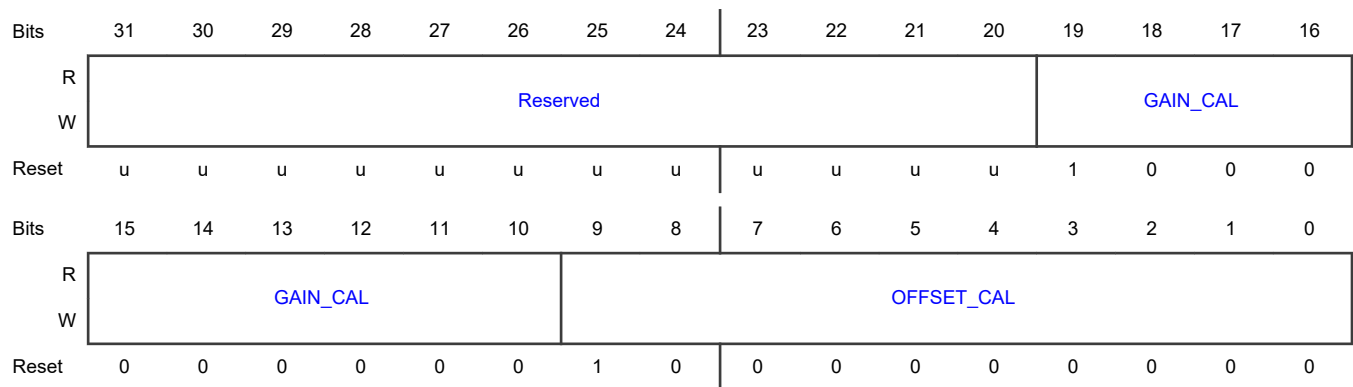 Bits 31 30 29 28 27 26 25 24 23 22 21 20 19 18 17 16
R
Reserved GAIN_CAL
W
Reset u u u u u u u u u u u u 1 0 0 0
Bits 15 14 13 12 11 10 9 8 7 6 5 4 3 2 1 0
R
GAIN_CAL OFFSET_CAL
W
Reset 0 0 0 0 0 0 1 0 0 0 0 0 0 0 0 0